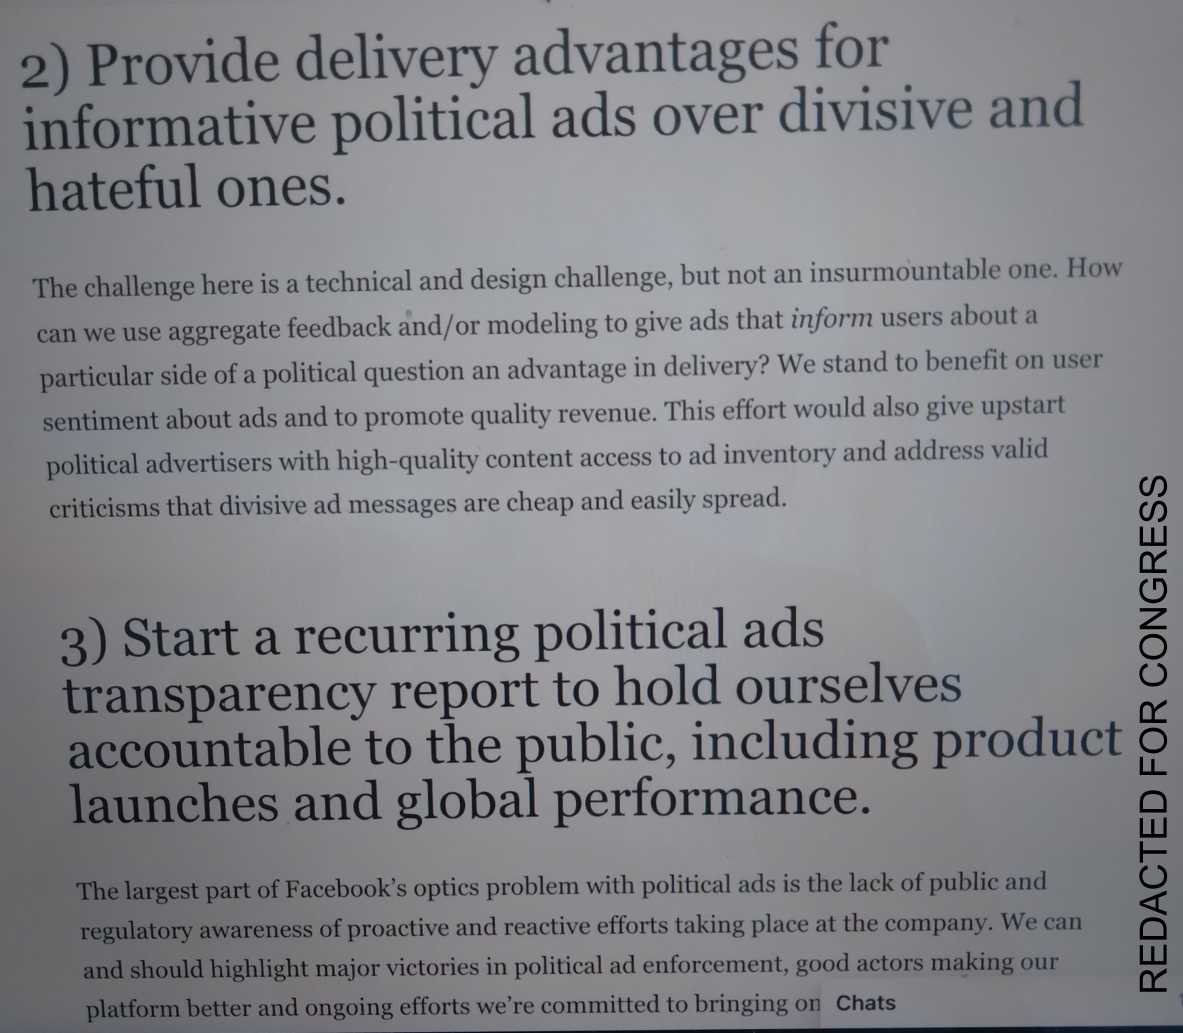 2) Provide delivery advantages for
informative political ads over divisive and
hateful ones.
The challenge here is a technical and design challenge, but not an insurmountable one. How
can we use aggregate feedback and/or modeling to give ads that inform users about a
particular side of a political question an advantage in delivery? We stand to benefit on user
sentiment about ads and to promote quality revenue. This effort would also give upstart
political advertisers with high-quality content access to ad inventory and address valid
criticisms that divisive ad messages are cheap and easily spread.
3) Start a recurring political ads
transparency report to hold ourselves
accountable to the public, including product
launches and global performance.
The largest part of Facebook's optics problem with political ads is the lack of public and
regulatory awareness of proactive and reactive efforts taking place at the company. We can
and should highlight major victories in political ad enforcement, good actors making our
platform better and ongoing efforts we're committed to bringing on
Chats
REDACTED FOR CONGRESS